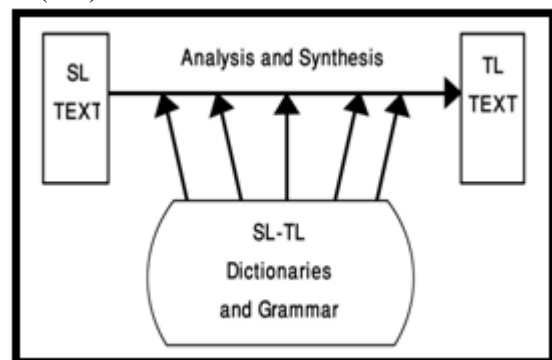 Analysis and Synthesis
SL
TEXT
TL
TEXT
SL-TL
Dictionaries
and Grammar